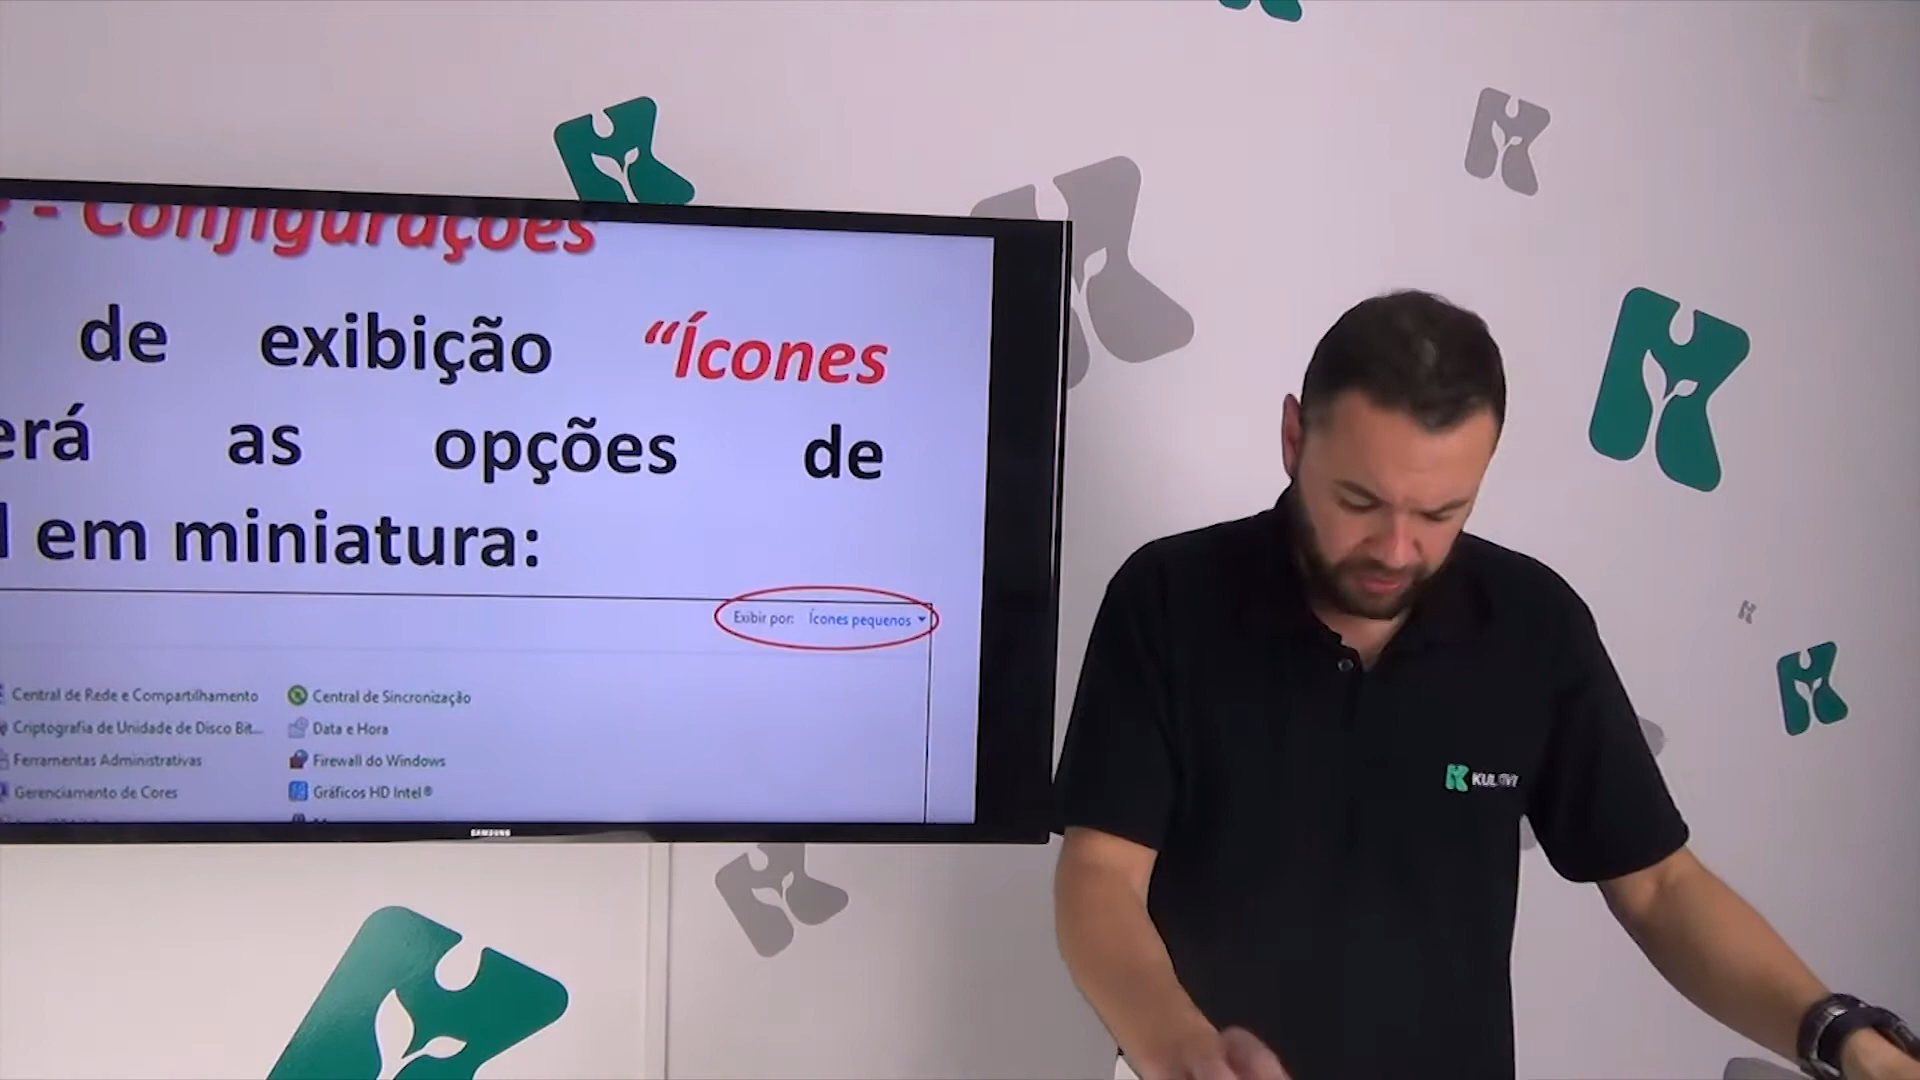 - Configurações
de exibição “Ícones
erá as opções de
em miniatura:
Exibir por: Ícones pequenos
Central de Rede e Compartilhamento
Central de Sincronização
Criptografia de Unidade de Disco Bit...
Data e Hora
Ferramentas Administrativas
Firewall do Windows
Gerenciamento de Cores
Gráficos HD Intel®
SAMSUNG